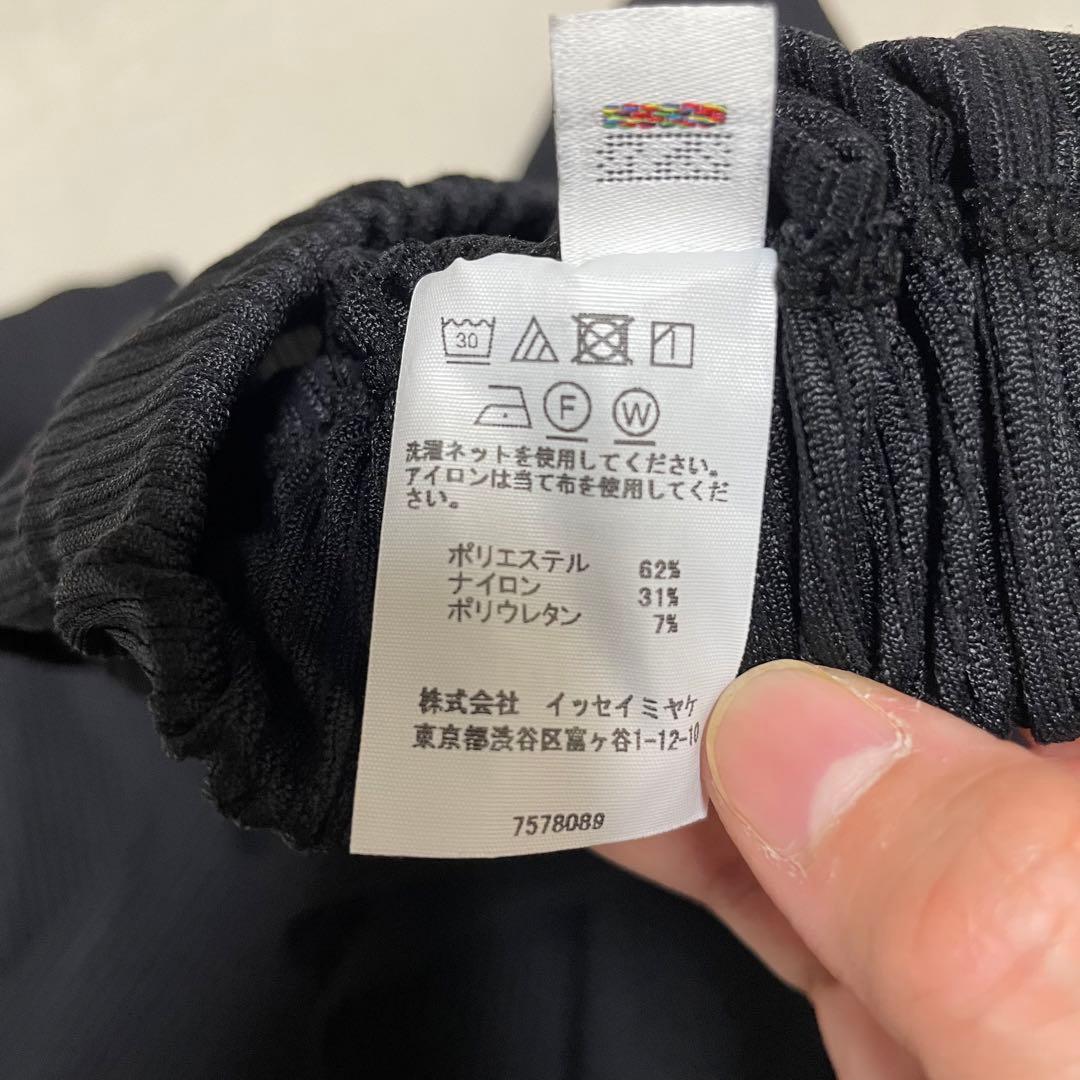 30
F
W
洗濯ネットを使用してください。
アイロンは当て布を使用してくだ
さい。
ポリエステル 62%
ナイロン 31%
ポリウレタン 7%
株式会社 イッセイミヤケ
東京都渋谷区富ヶ谷1-12-10
7578089